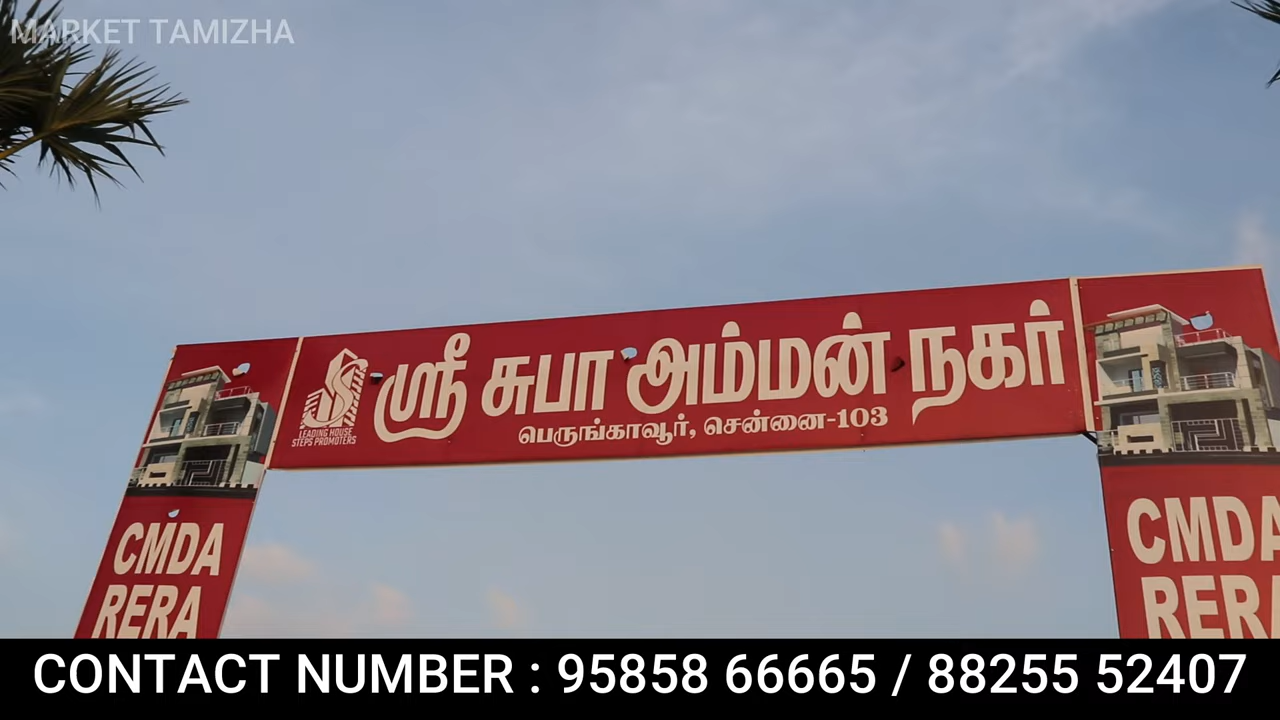 MARKET TAMIZHA
ஸ்ரீ சுபா அம்மன் நகர்
பெருங்காவூர், சென்னை-103
LEADING HOUSE
STEPS PROMOTERS
CMDA
RERA
CMDA
RERA
CONTACT NUMBER : 95858 66665 / 88255 52407